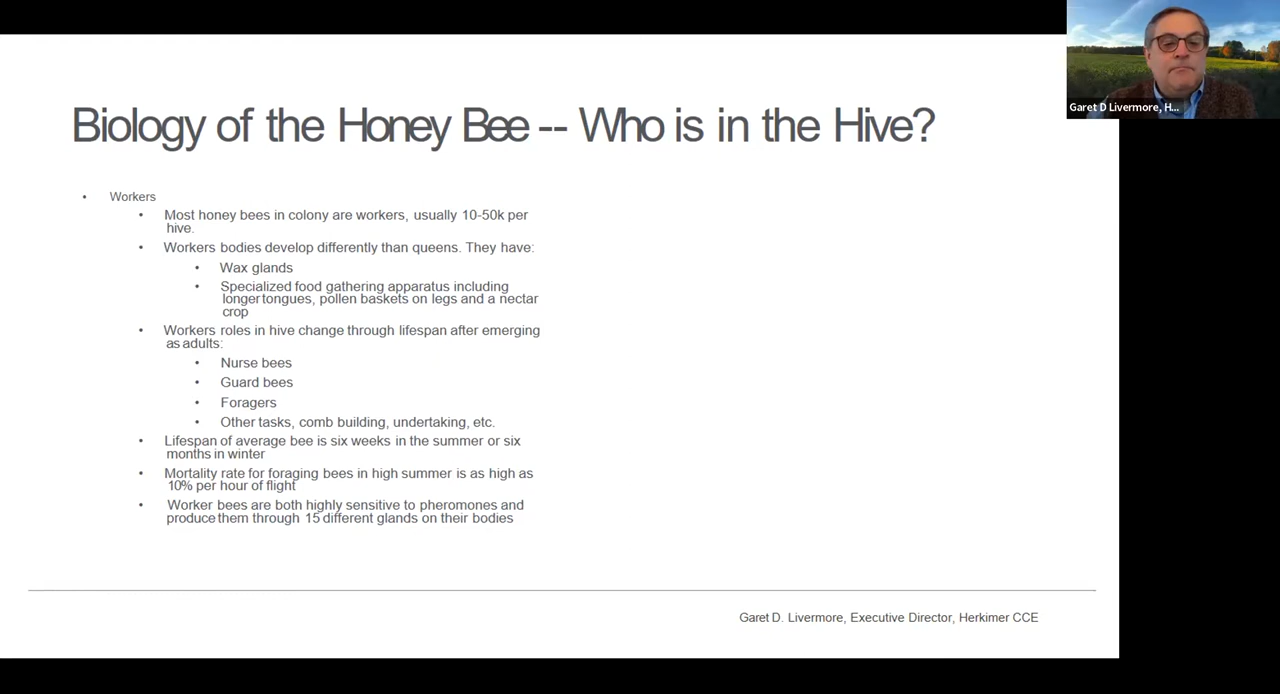 Garet D Livermore, H...
Biology of the Honey Bee -- Who is in the Hive?
• Workers
• Most honey bees in colony are workers, usually 10-50k per
hive.
• Workers bodies develop differently than queens. They have:
• Wax glands
• Specialized food gathering apparatus including
longer tongues, pollen baskets on legs and a nectar
crop
• Workers roles in hive change through lifespan after emerging
as adults:
• Nurse bees
• Guard bees
• Foragers
• Other tasks, comb building, undertaking, etc.
• Lifespan of average bee is six weeks in the summer or six
months in winter
• Mortality rate for foraging bees in high summer is as high as
10% per hour of flight
• Worker bees are both highly sensitive to pheromones and
produce them through 15 different glands on their bodies
Garet D. Livermore, Executive Director, Herkimer CCE